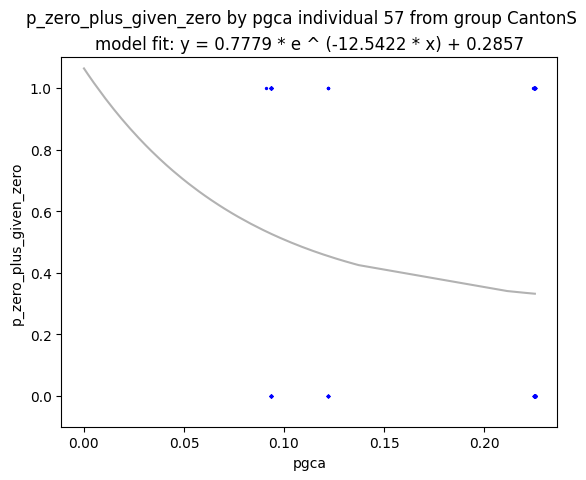 p_zero_plus_given_zero by pgca individual 57 from group CantonS
model fit: y = 0.7779 * e ^ (-12.5422 * x) + 0.2857
1.0
0.8
0.6
0.4
0.2
0.0
p_zero_plus_given_zero
0.00 0.05 0.10 0.15 0.20
pgca